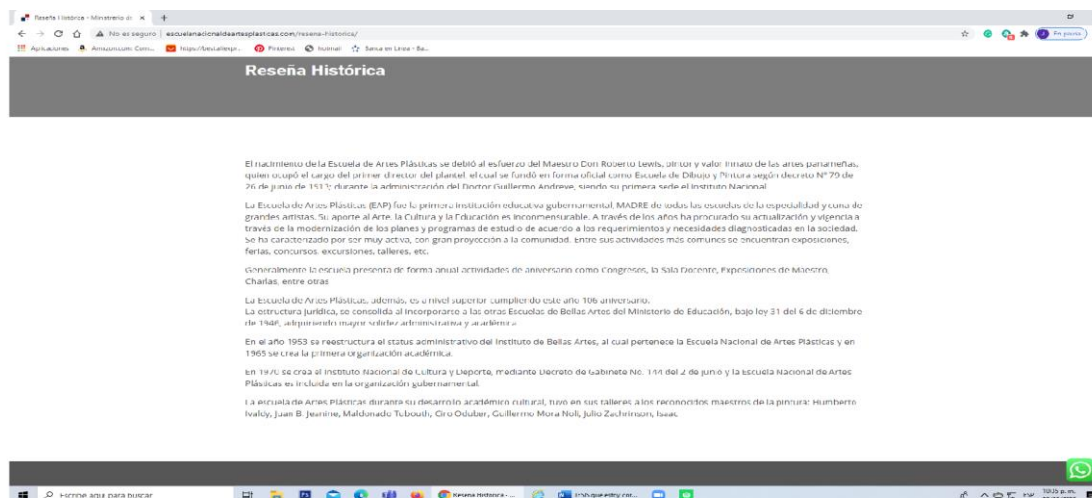 Reseña Histórica - Ministerio de
No es seguro | escuelanacionaldeartesplasticas.com/resena-historica/
En pausa
Aplicaciones Amazon.com: Com... Pinterest Hotmail Banca en Línea - Ba...
Reseña Histórica
El nacimiento de la Escuela de Artes Plásticas se debió al esfuerzo del Maestro Don Roberto Lewis, pintor y valor innato de las artes panameñas,
quien ocupó el cargo del primer director del plantel, el cual se fundó en forma oficial como Escuela de Dibujo y Pintura según decreto N° 79 de
26 de junio de durante la administración del Doctor Guillermo Andreve, siendo su primera sede el Instituto Nacional
La Escuela de Artes Plásticas (EAP) fue la primera institución educativa gubernamental, MADRE de todas las escuelas de la especialidad y cuna de
grandes artistas. Su aporte al Arte, la Cultura y la Educación es inconmensurable. A través de los años ha procurado su actualización y vigencia a
través de la modernización de los planes y programas de estudio de acuerdo a los requerimientos y necesidades diagnosticadas en la sociedad.
Se ha caracterizado por ser muy activa, con gran proyección a la comunidad. Entre sus actividades más comunes se encuentran exposiciones,
ferias, concursos, excursiones, talleres, etc.
Generalmente la escuela presenta de forma anual actividades de aniversario como Congresos, la Sala Docente, Exposiciones de Maestro,
Charlas, entre otras
La Escuela de Artes Plásticas, además, es a nivel superior cumpliendo este año 106 aniversario.
La estructura jurídica, se consolida al incorporarse a las otras Escuelas de Bellas Artes del Ministerio de Educación, bajo ley 31 del 6 de diciembre
de adquiriendo mayor solidez administrativa y académica
En el año 1953 se reestructura el status administrativo del Instituto de Bellas Artes, al cual pertenece la Escuela Nacional de Artes Plásticas y en
1965 se crea la primera organización académica.
En 1970 se crea el Instituto Nacional de Cultura y Deporte, mediante Decreto de Gabinete No. 144 del 2 de junio y la Escuela Nacional de Artes
Plásticas es incluida en la organización gubernamental.
La escuela de Artes Plásticas durante su desarrollo académico cultural, tuvo en sus talleres a los reconocidos maestros de la pintura: Humberto
Ivaldy, Juan B. Jeanine, Maldonado Tubouth, Ciro Oduber, Guillermo Mora Noli, Julio Zachrinson, Isaac
Escribe aquí para buscar
Reseña Histórica - ...
ESP
10:05 p. m.